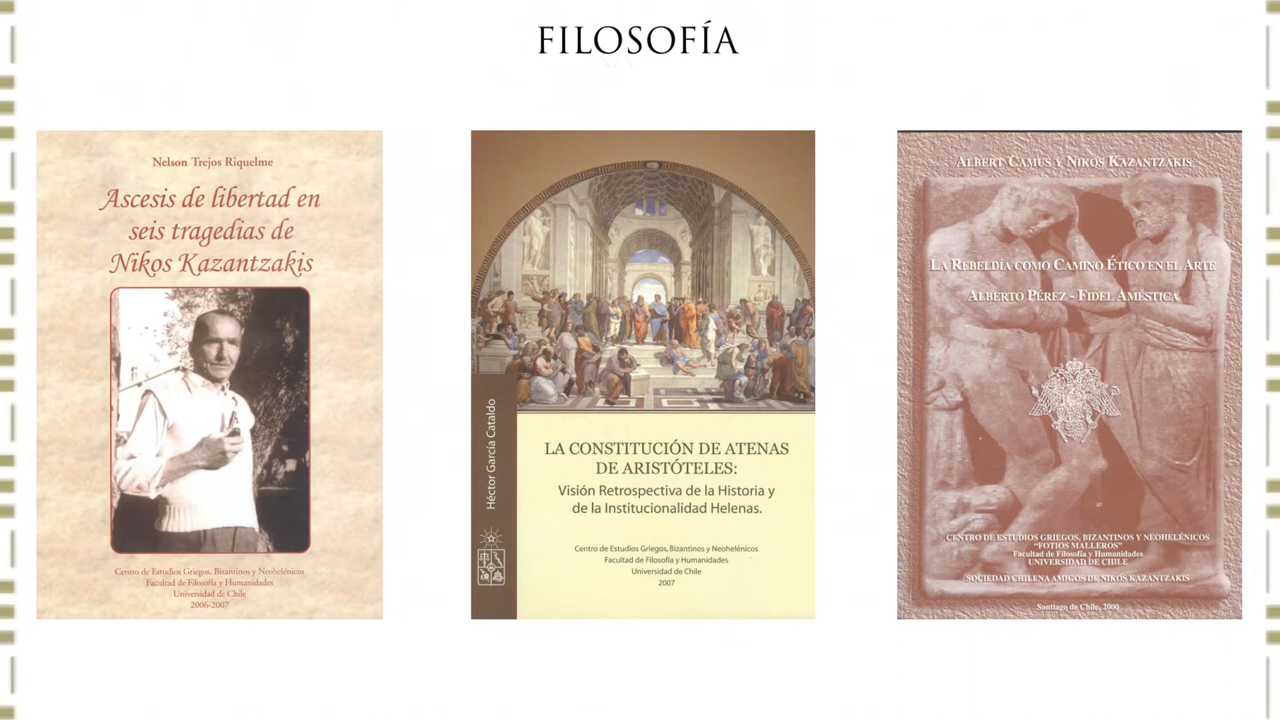 FILOSOFÍA
Nelson Trejos Riquelme
Ascesis de libertad en
seis tragedias de
Nikos Kazantzakis
Centro de Estudios Griegos, Bizantinos y Neohelénicos
Facultad de Filosofía y Humanidades
Universidad de Chile
2006-2007
Héctor García Cataldo
LA CONSTITUCIÓN DE ATENAS
DE ARISTÓTELES:
Visión Retrospectiva de la Historia y
de la Institucionalidad Helenas.
Centro de Estudios Griegos, Bizantinos y Neohelénicos
Facultad de Filosofía y Humanidades
Universidad de Chile
2007
ALBERT CAMUS Y NIKOS KAZANTZAKIS
LA REBELDÍA COMO CAMINO ÉTICO EN EL ARTE
ALBERTO PÉREZ - FIDEL AMÉSTICA
CENTRO DE ESTUDIOS GRIEGOS, BIZANTINOS Y NEOHELÉNICOS
"FOTIOS MALLEROS"
Facultad de Filosofía y Humanidades
UNIVERSIDAD DE CHILE
SOCIEDAD CHILENA AMIGOS DE NIKOS KAZANTZAKIS
Santiago de Chile, 2000